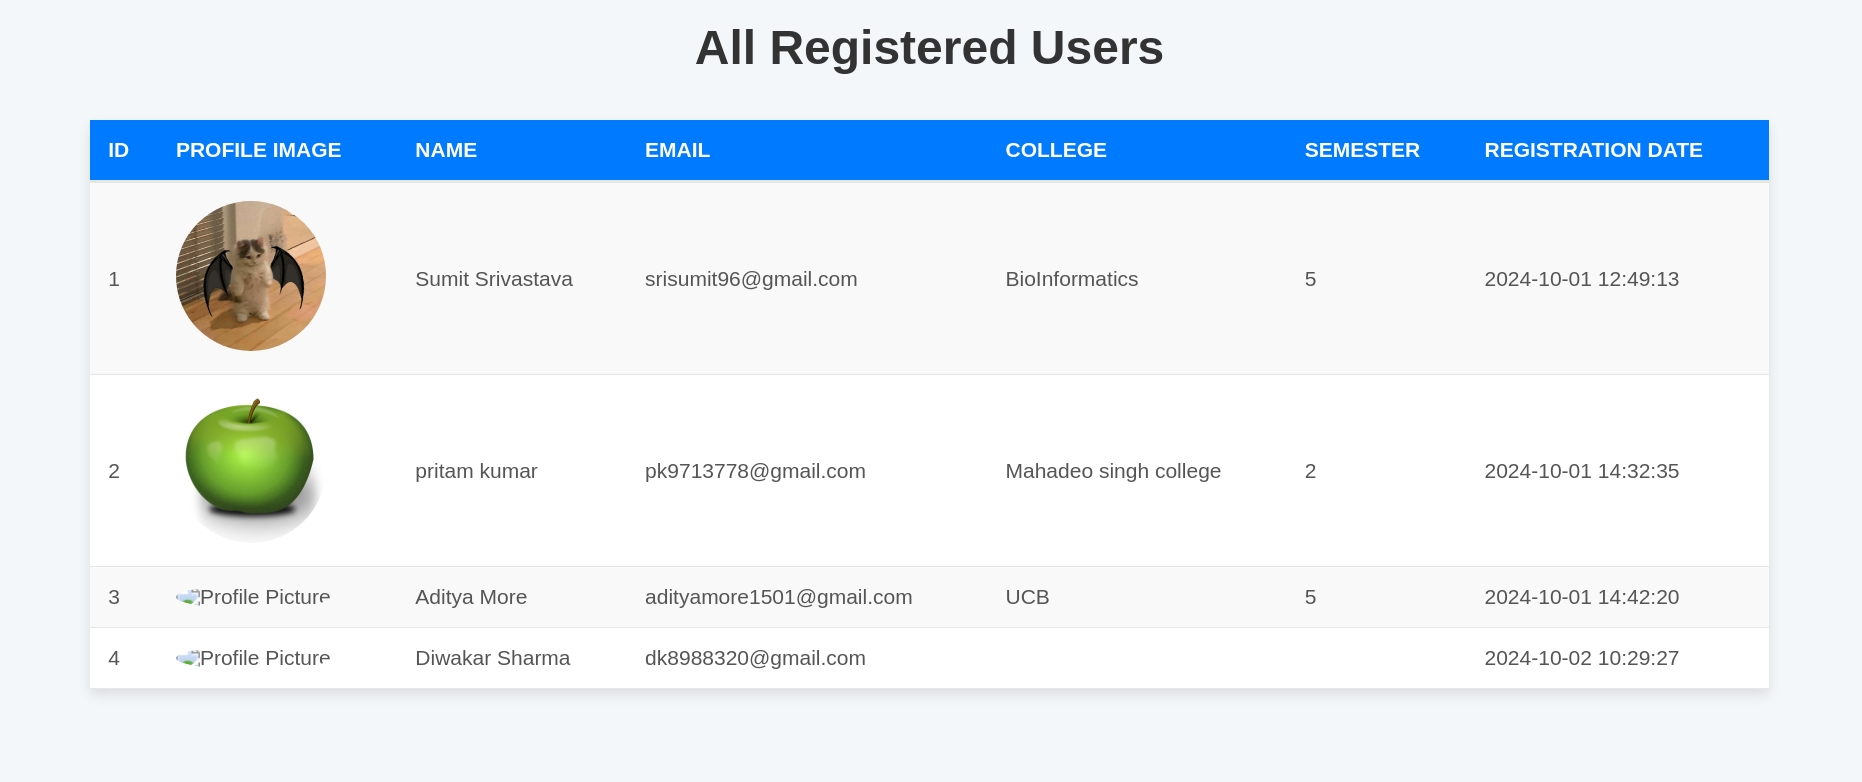 All Registered Users
ID PROFILE IMAGE NAME EMAIL COLLEGE SEMESTER REGISTRATION DATE
1 Sumit Srivastava srisumit96@gmail.com BioInformatics 5 2024-10-01 12:49:13
2 pritam kumar pk9713778@gmail.com Mahadeo singh college 2 2024-10-01 14:32:35
3 Profile Picture Aditya More adityamore1501@gmail.com UCB 5 2024-10-01 14:42:20
4 Profile Picture Diwakar Sharma dk8988320@gmail.com 2024-10-02 10:29:27